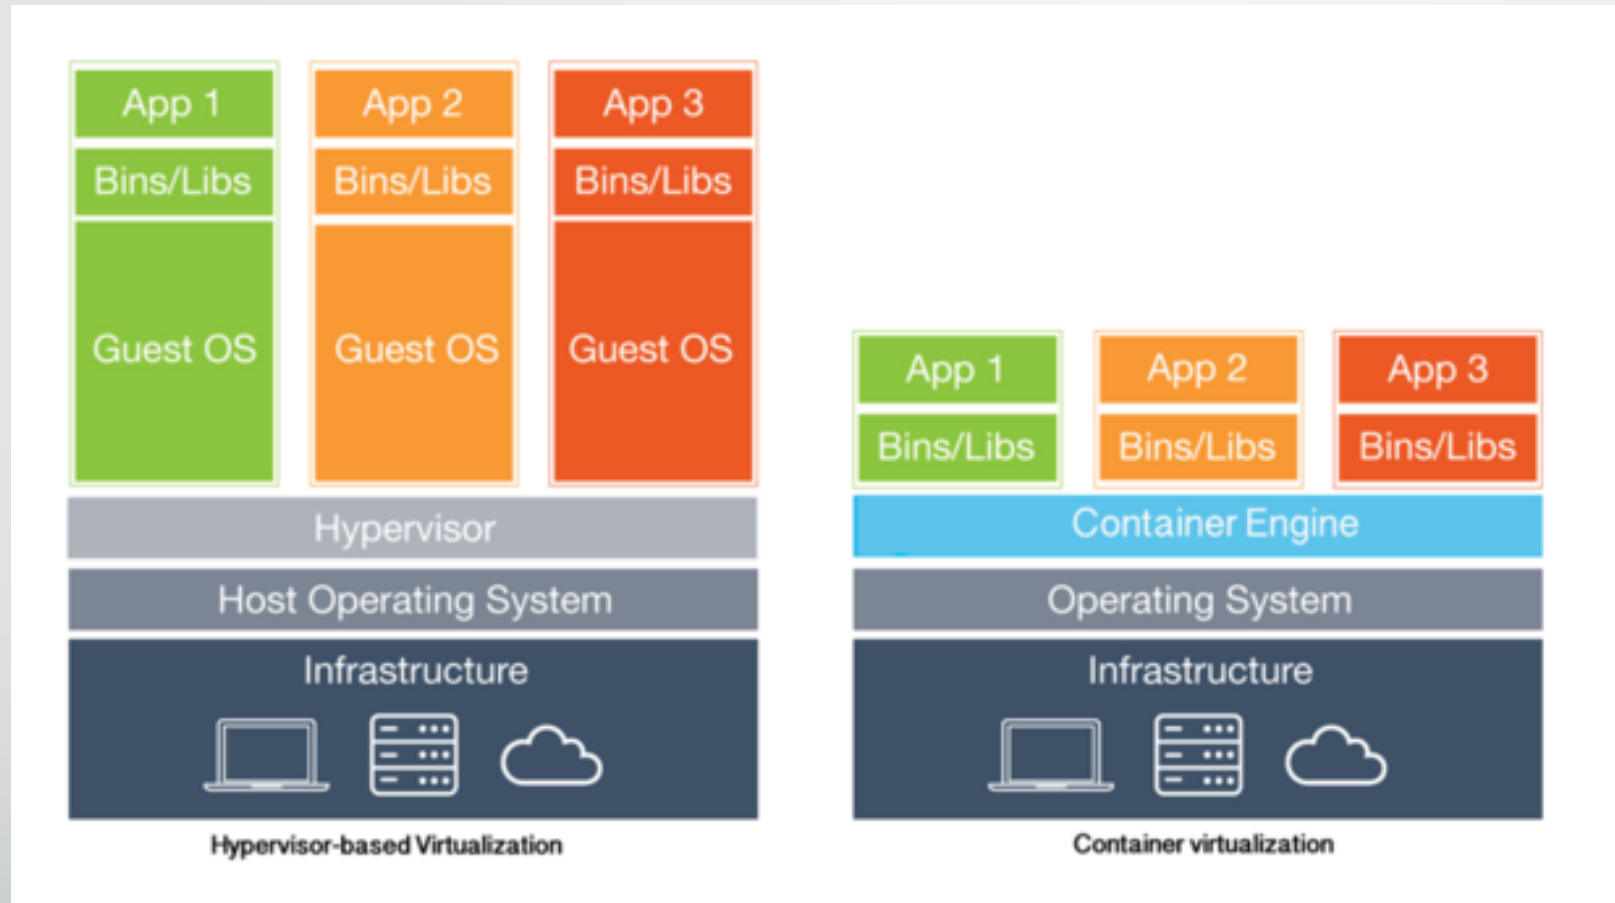 App 1
App 2
App 3
Bins/Libs
Bins/Libs
Bins/Libs
Guest OS
Guest OS
Guest OS
Hypervisor
Host Operating System
Infrastructure
Hypervisor-based Virtualization
App 1
App 2
App 3
Bins/Libs
Bins/Libs
Bins/Libs
Container Engine
Operating System
Infrastructure
Container virtualization